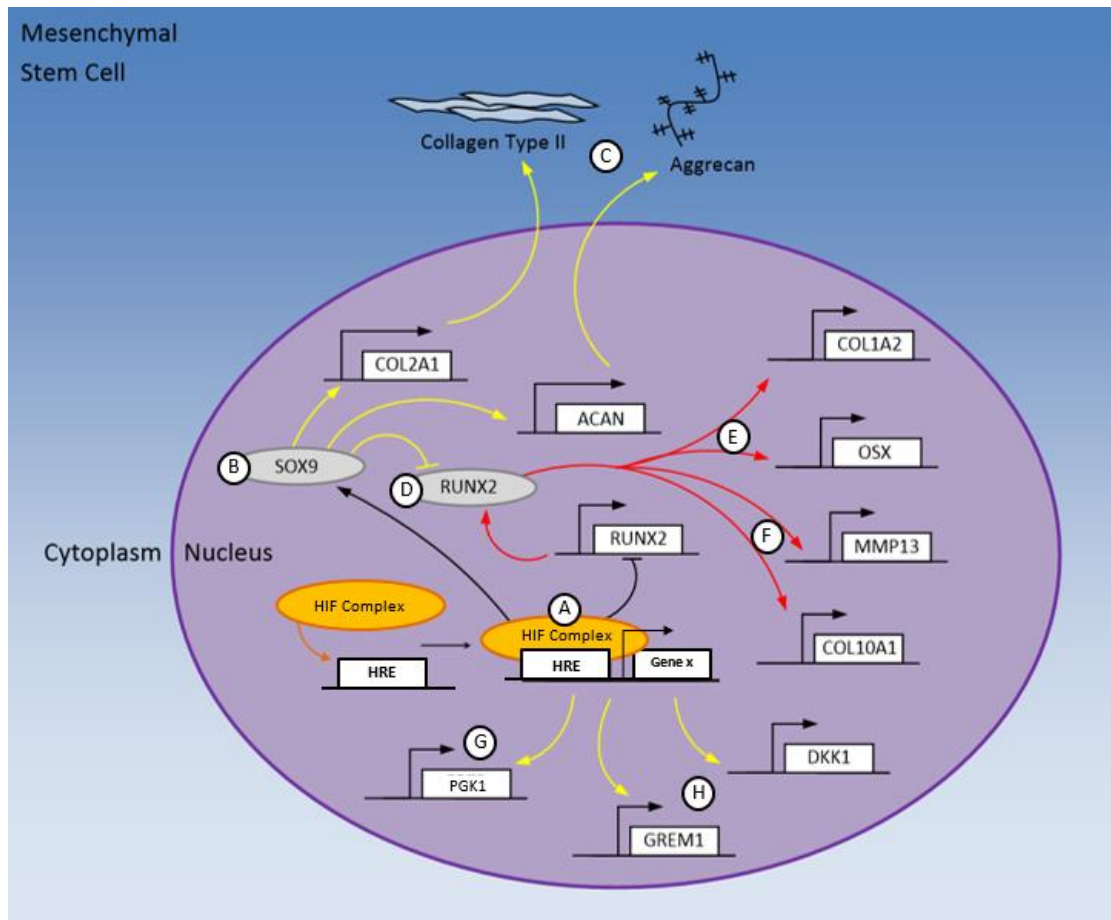 Mesenchymal
Stem Cell
Collagen Type II
C
Aggrecan
COL2A1
ACAN
COL1A2
E
OSX
B
SOX9
D
RUNX2
RUNX2
F
MMP13
Cytoplasm
Nucleus
HIF Complex
A
HIF Complex
HRE
HRE
Gene x
COL10A1
G
PGK1
H
GREM1
DKK1